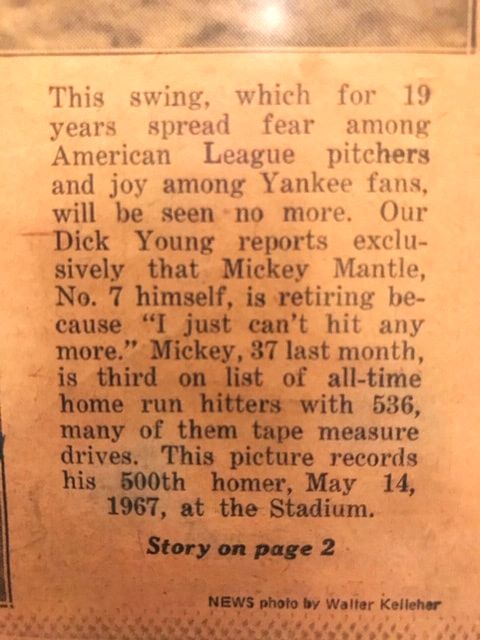 This swing, which for 19
years spread fear among
American League pitchers
and joy among Yankee fans,
will be seen no more. Our
Dick Young reports exclu-
sively that Mickey Mantle,
No. 7 himself, is retiring be-
cause “I just can't hit any
more.” Mickey, 37 last month,
is third on list of all-time
home run hitters with 536,
many of them tape measure
drives. This picture records
his 500th homer, May 14,
1967, at the Stadium.
Story on page 2
NEWS photo by Walter Kelleher